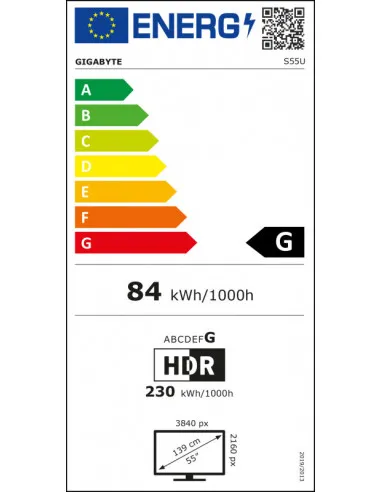 ENERG
GIGABYTE S55U
A
B
C
D
E
F
G
G
84 kWh/1000h
ABCDEFG
HDR
230 kWh/1000h
3840 px
139 cm
55"
2160 px
2019/2013